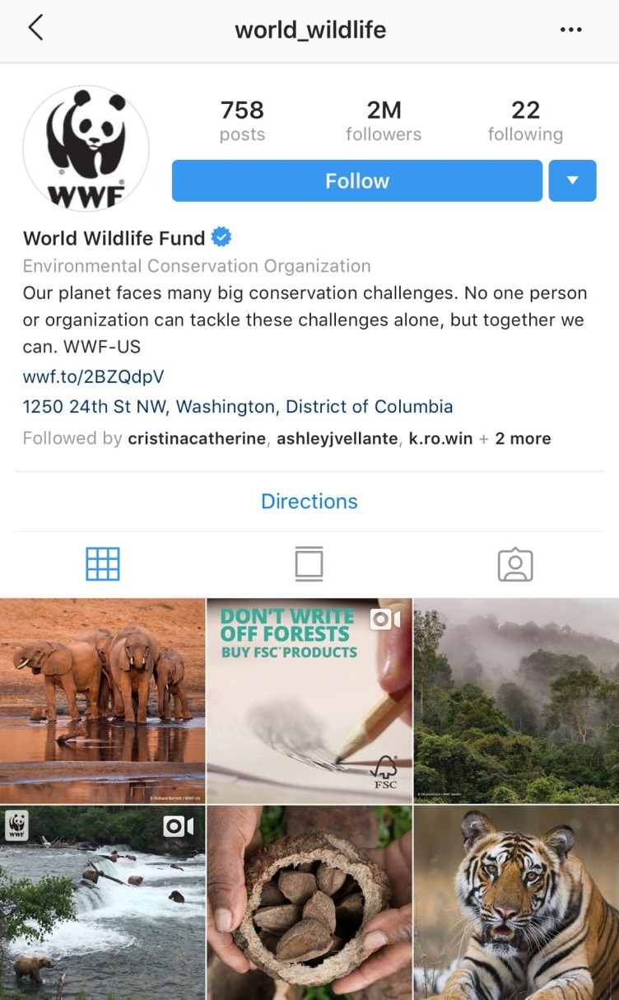 world_wildlife
758
posts
2M
followers
22
following
WWF
®
©
Follow
World Wildlife Fund
Environmental Conservation Organization
Our planet faces many big conservation challenges. No one person
or organization can tackle these challenges alone, but together we
can. WWF-US
wwf.to/2BZQdpV
1250 24th St NW, Washington, District of Columbia
Followed by cristinacatherine, ashleyjvellante, k.ro.win + 2 more
Directions
DON'T WRITE
OFF FORESTS
BUY FSC® PRODUCTS
FSC
© Richard Barrett / WWF-UK
WWF